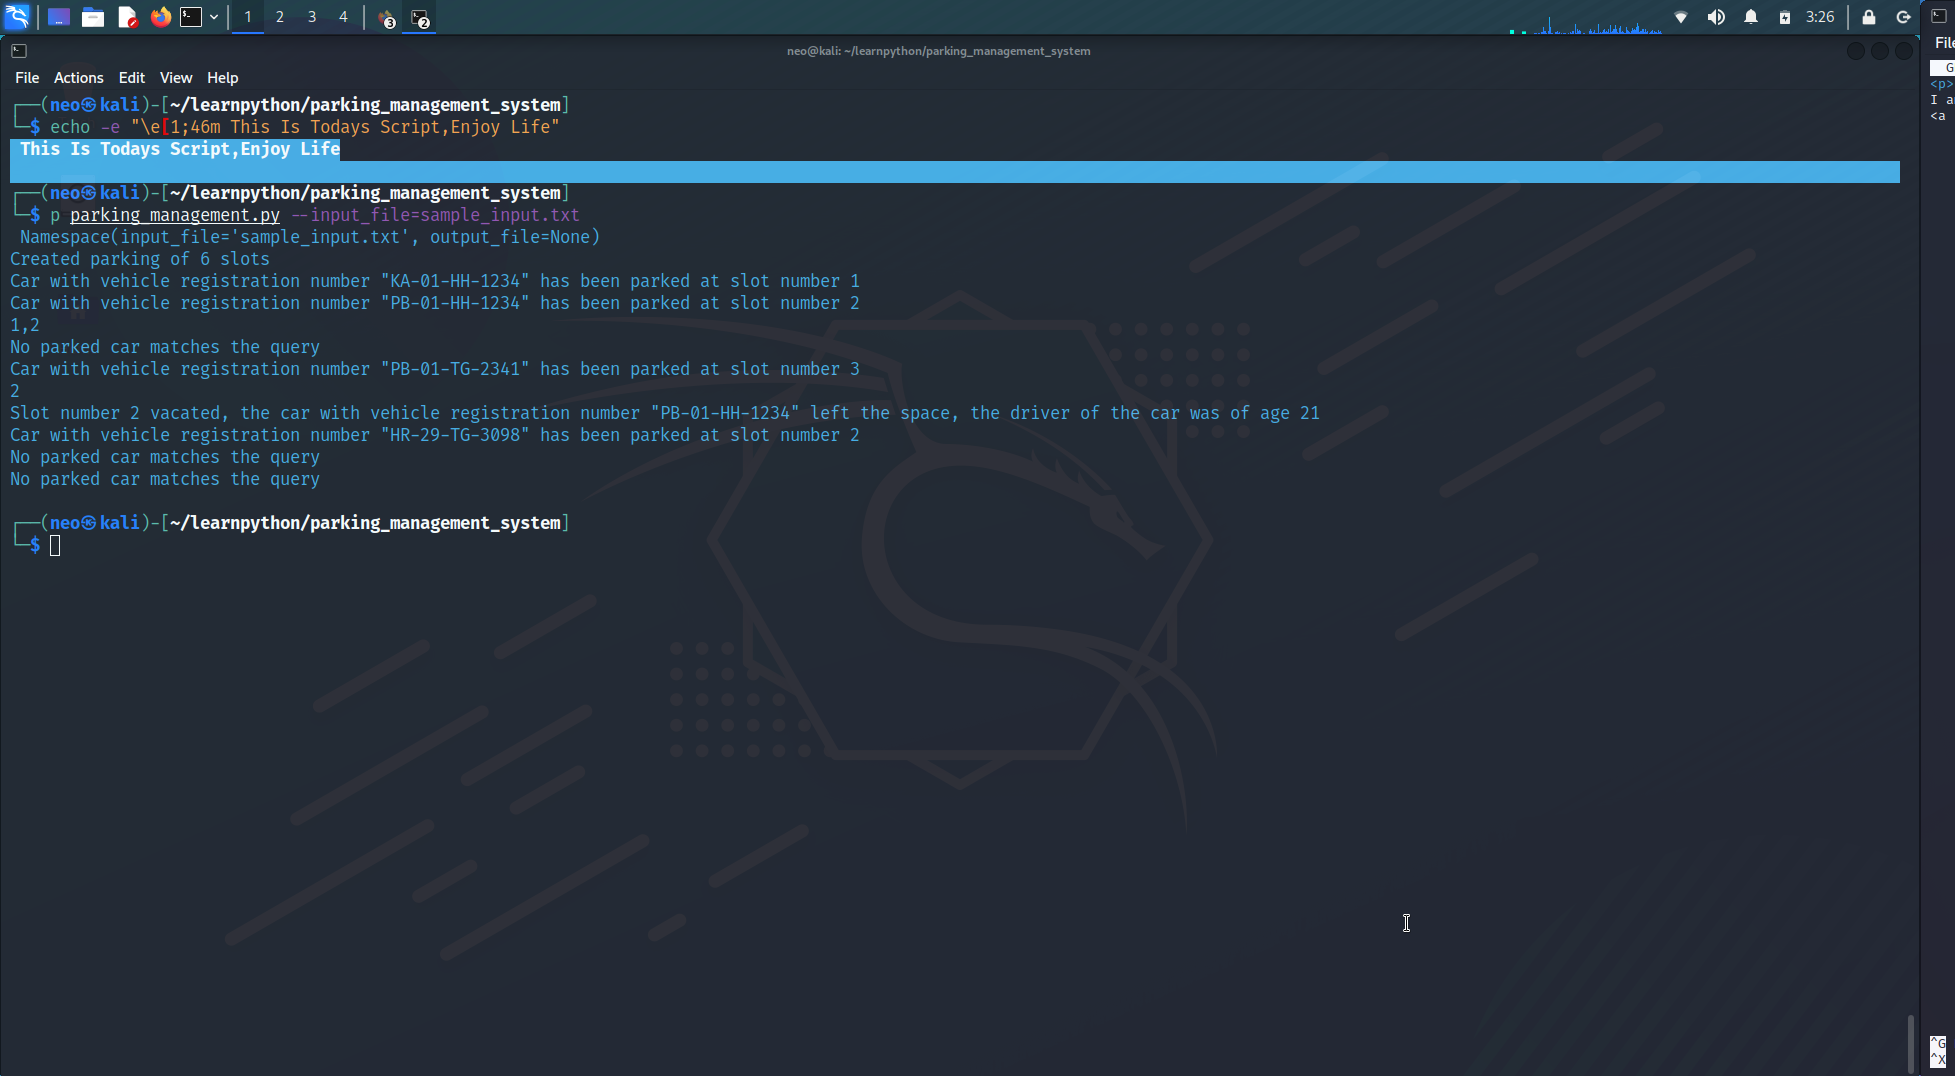 1 2 3 4 3 2 3:26
neo@kali: ~/learnpython/parking_management_system
File Actions Edit View Help
┌──(neo㉿kali)-[~/learnpython/parking_management_system]
└─$ echo -e "\e[1;46m This Is Todays Script,Enjoy Life"
This Is Todays Script,Enjoy Life
┌──(neo㉿kali)-[~/learnpython/parking_management_system]
└─$ p parking_management.py --input_file=sample_input.txt
Namespace(input_file='sample_input.txt', output_file=None)
Created parking of 6 slots
Car with vehicle registration number "KA-01-HH-1234" has been parked at slot number 1
Car with vehicle registration number "PB-01-HH-1234" has been parked at slot number 2
1,2
No parked car matches the query
Car with vehicle registration number "PB-01-TG-2341" has been parked at slot number 3
2
Slot number 2 vacated, the car with vehicle registration number "PB-01-HH-1234" left the space, the driver of the car was of age 21
Car with vehicle registration number "HR-29-TG-3098" has been parked at slot number 2
No parked car matches the query
No parked car matches the query
┌──(neo㉿kali)-[~/learnpython/parking_management_system]
└─$
G
<p>
I
<a
^G
^X